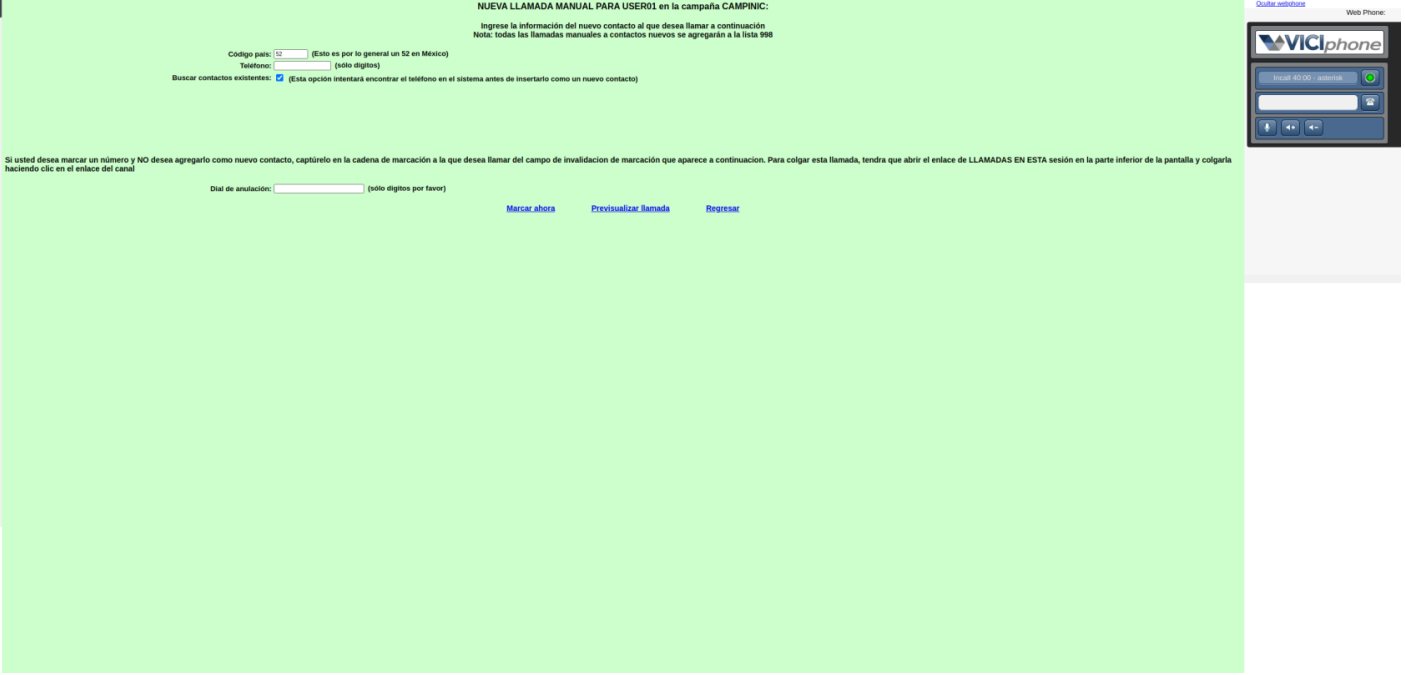 NUEVA LLAMADA MANUAL PARA USER01 en la campaña CAMPINIC:
Ocultar webphone
Web Phone:
Ingrese la información del nuevo contacto al que desea llamar a continuación
Nota: todas las llamadas manuales a contactos nuevos se agregarán a la lista 998
VICIphone
Código país: 52 (Esto es por lo general un 52 en México)
Teléfono: (sólo dígitos)
Buscar contactos existentes: (Esta opción intentará encontrar el teléfono en el sistema antes de insertarlo como un nuevo contacto)
Incall 40:00 - asterisk
Si usted desea marcar un número y NO desea agregarlo como nuevo contacto, captúrelo en la cadena de marcación a la que desea llamar del campo de invalidacion de marcación que aparece a continuacion. Para colgar esta llamada, tendra que abrir el enlace de LLAMADAS EN ESTA sesión en la parte inferior de la pantalla y colgarla
haciendo clic en el enlace del canal
Dial de anulación: (sólo digitos por favor)
Marcar ahora Previsualizar llamada Regresar